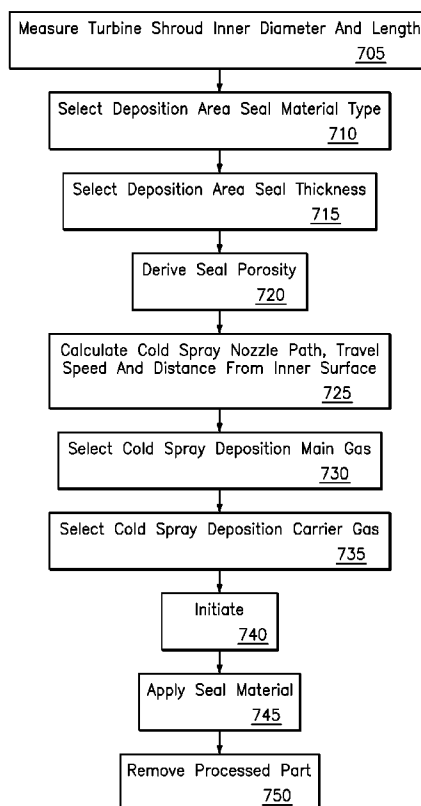 Measure Turbine Shroud Inner Diameter And Length
705
Select Deposition Area Seal Material Type
710
Select Deposition Area Seal Thickness
715
Derive Seal Porosity
720
Calculate Cold Spray Nozzle Path, Travel
Speed And Distance From Inner Surface
725
Select Cold Spray Deposition Main Gas
730
Select Cold Spray Deposition Carrier Gas
735
Initiate
740
Apply Seal Material
745
Remove Processed Part
750